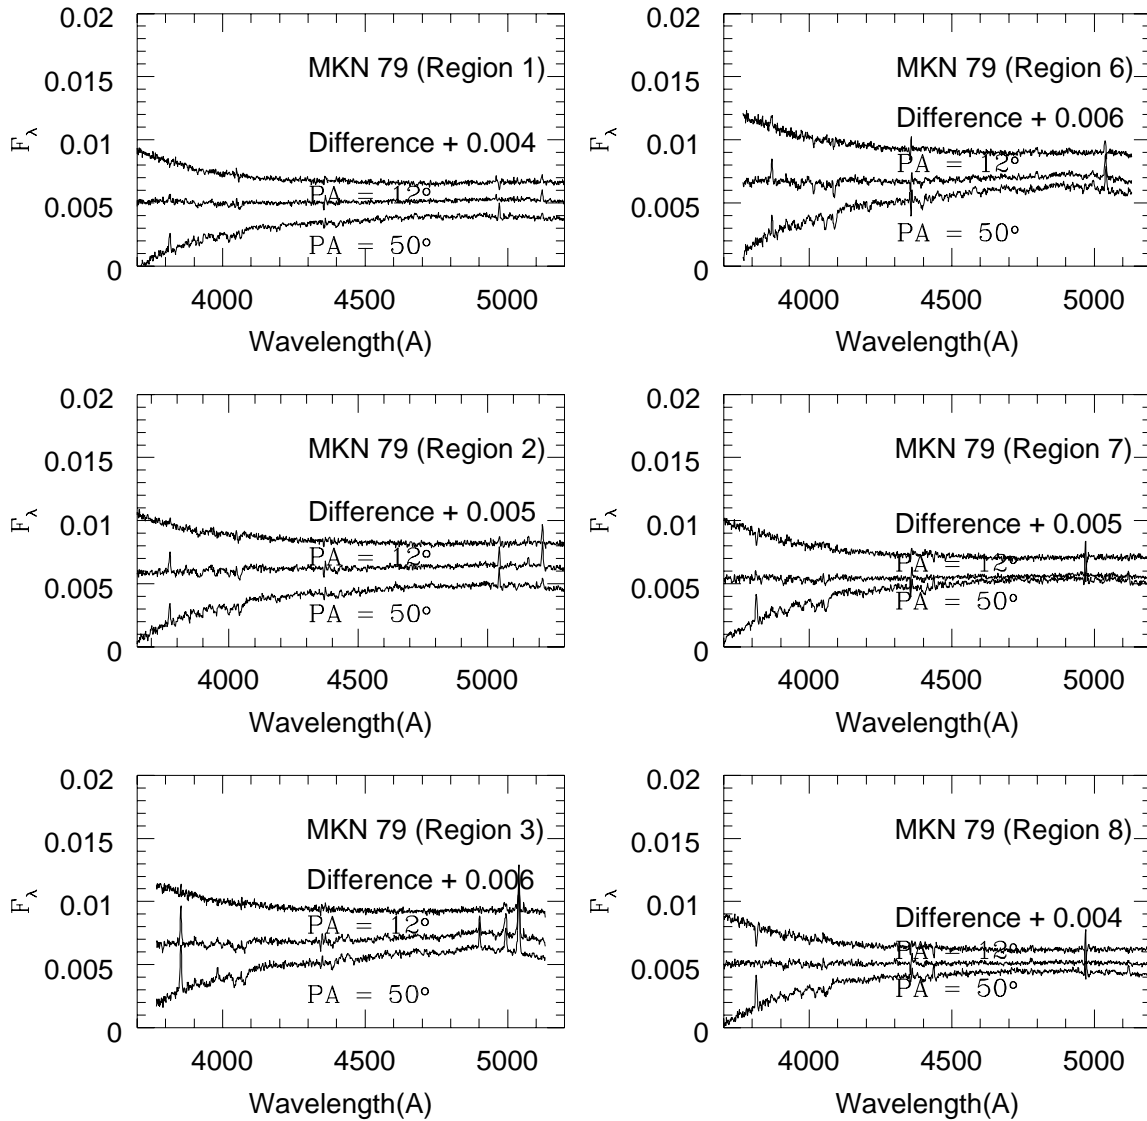 0.02
0.015
0.01
0.005
0
F_λ
MKN 79 (Region 1)
Difference + 0.004
PA = 12°
PA = 50°
4000 4500 5000
Wavelength(A)
0.02
0.015
0.01
0.005
0
F_λ
MKN 79 (Region 6)
Difference + 0.006
PA = 12°
PA = 50°
4000 4500 5000
Wavelength(A)
0.02
0.015
0.01
0.005
0
F_λ
MKN 79 (Region 2)
Difference + 0.005
PA = 12°
PA = 50°
4000 4500 5000
Wavelength(A)
0.02
0.015
0.01
0.005
0
F_λ
MKN 79 (Region 7)
Difference + 0.005
PA = 12°
PA = 50°
4000 4500 5000
Wavelength(A)
0.02
0.015
0.01
0.005
0
F_λ
MKN 79 (Region 3)
Difference + 0.006
PA = 12°
PA = 50°
4000 4500 5000
Wavelength(A)
0.02
0.015
0.01
0.005
0
F_λ
MKN 79 (Region 8)
Difference + 0.004
PA = 12°
PA = 50°
4000 4500 5000
Wavelength(A)